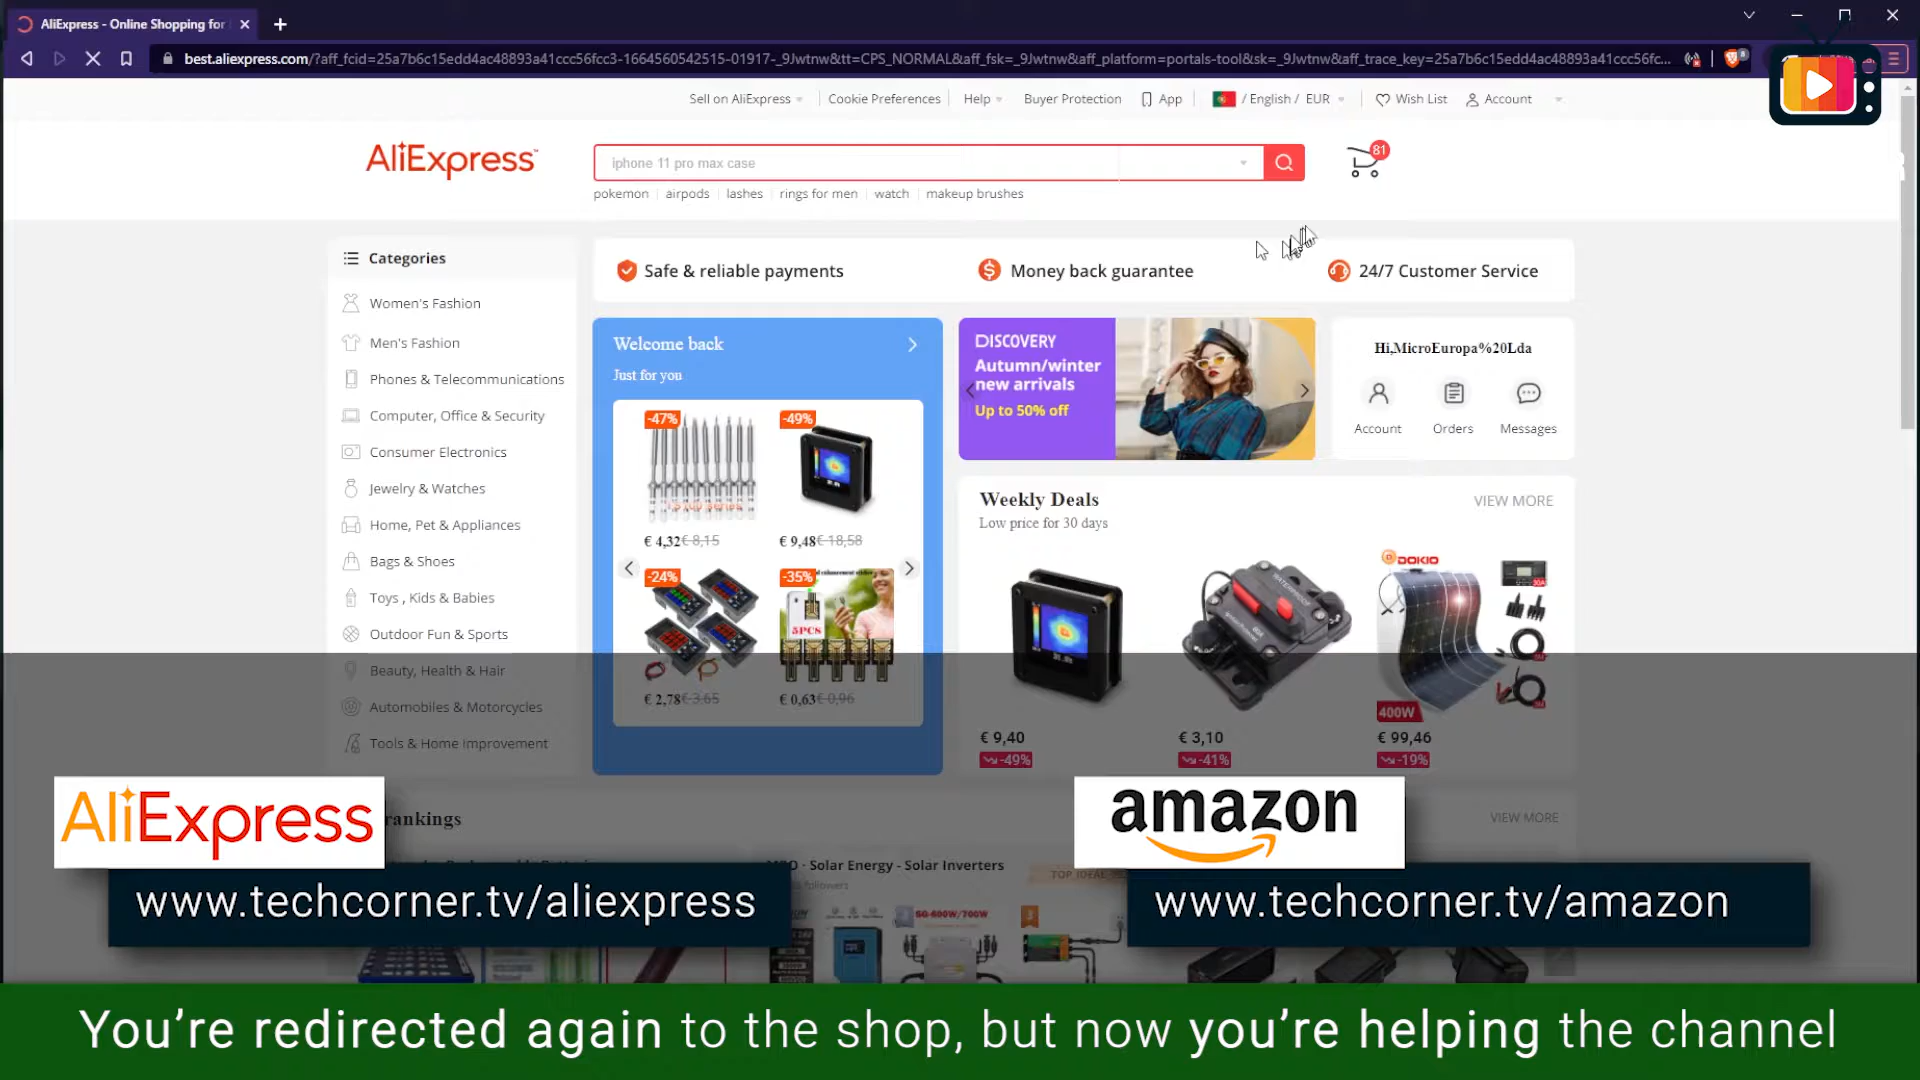 AliExpress - Online Shopping for
best.aliexpress.com/?aff_fcid=25a7b6c15edd4ac48893a41ccc56fcc3-1664560542515-01917-_9Jwtnw&tt=CPS_NORMAL&aff_fsk=_9Jwtnw&aff_platform=portals-tool&sk=_9Jwtnw&aff_trace_key=25a7b6c15edd4ac48893a41ccc56fc...
Sell on AliExpress
Cookie Preferences
Help
Buyer Protection
App
/ English / EUR
Wish List
Account
AliExpress
iphone 11 pro max case
81
pokemon
airpods
lashes
rings for men
watch
makeup brushes
Categories
Women's Fashion
Men's Fashion
Phones & Telecommunications
Computer, Office & Security
Consumer Electronics
Jewelry & Watches
Home, Pet & Appliances
Bags & Shoes
Toys , Kids & Babies
Outdoor Fun & Sports
Beauty, Health & Hair
Automobiles & Motorcycles
Tools & Home Improvement
Safe & reliable payments
Money back guarantee
24/7 Customer Service
Welcome back
Just for you
-47%
-49%
€ 4,32 € 8,15
€ 9,48 € 18,58
-24%
-35%
5PCS
€ 2,78 € 3,65
€ 0,63 € 0,96
DISCOVERY
Autumn/winter
new arrivals
Up to 50% off
Hi,MicroEuropa%20Lda
Account
Orders
Messages
Weekly Deals
VIEW MORE
Low price for 30 days
DOKIO
400W
€ 9,40
€ 3,10
€ 99,46
-49%
-41%
-19%
rankings
VIEW MORE
· Solar Energy - Solar Inverters
SG-600W/700W
3
AliExpress
www.techcorner.tv/aliexpress
amazon
www.techcorner.tv/amazon
You're redirected again to the shop, but now you're helping the channel